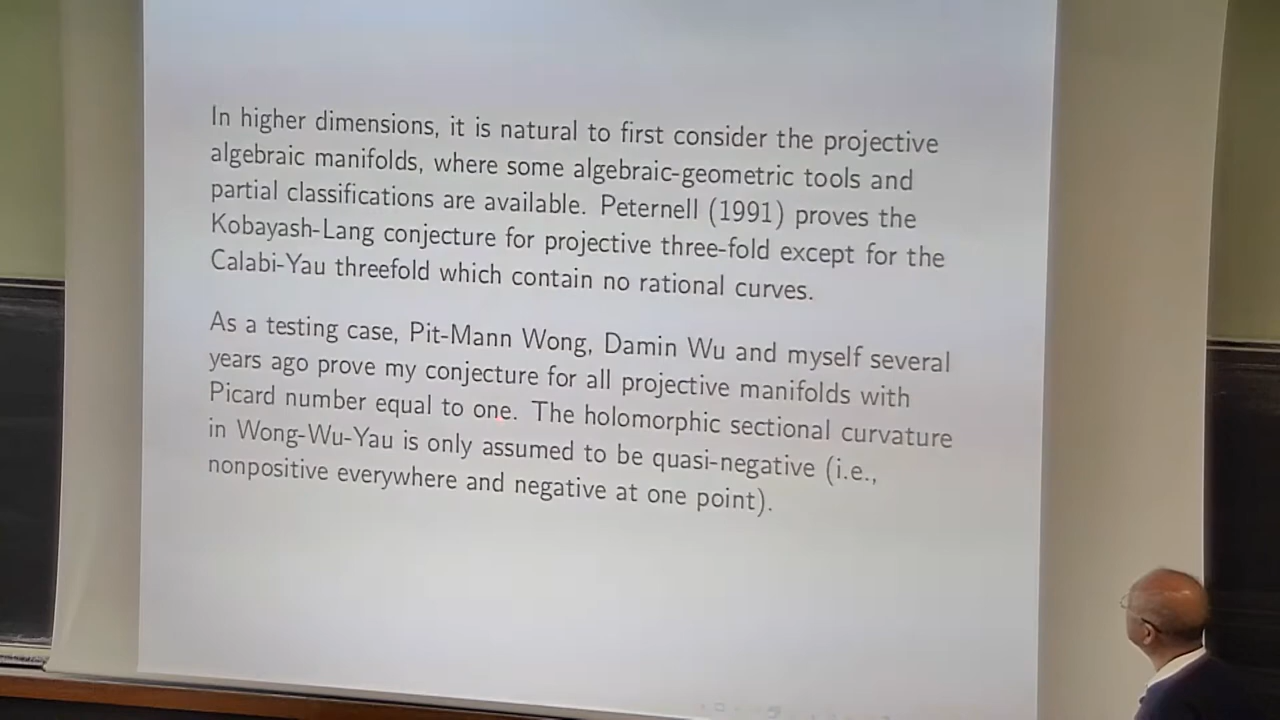 In higher dimensions, it is natural to first consider the projective
algebraic manifolds, where some algebraic-geometric tools and
partial classifications are available. Peternell (1991) proves the
Kobayash-Lang conjecture for projective three-fold except for the
Calabi-Yau threefold which contain no rational curves.
As a testing case, Pit-Mann Wong, Damin Wu and myself several
years ago prove my conjecture for all projective manifolds with
Picard number equal to one. The holomorphic sectional curvature
in Wong-Wu-Yau is only assumed to be quasi-negative (i.e.,
nonpositive everywhere and negative at one point).